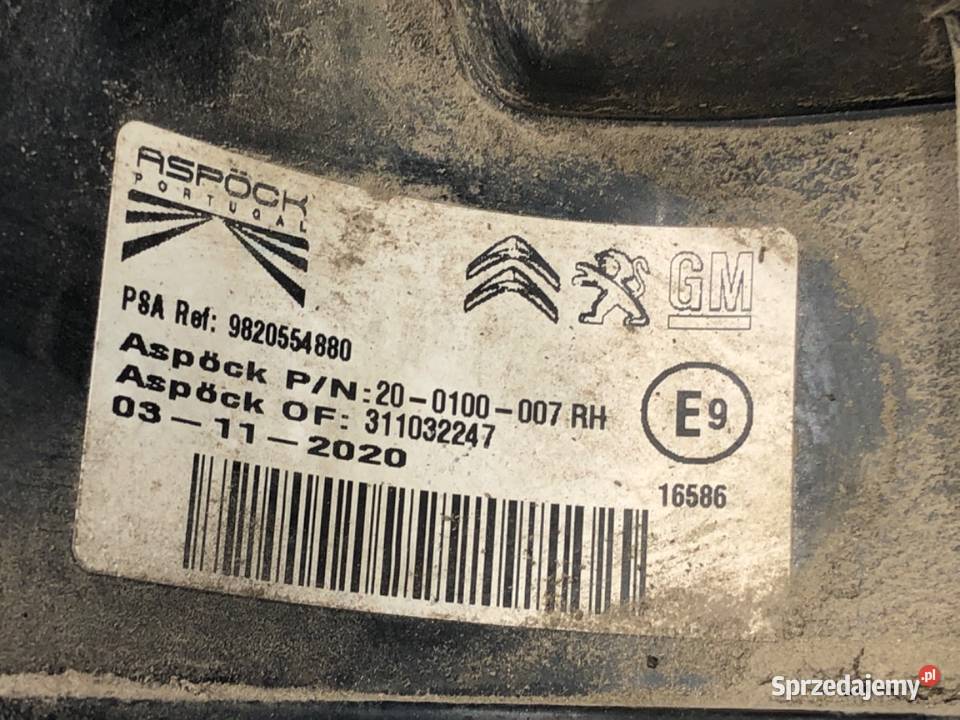 ASPÖCK
PORTUGAL
GM
PSA Ref: 9820554880
Aspöck P/N:20-0100-007 RH
Aspöck OF: 311032247
03-11-2020
E9
16586
Sprzedajemy.pl